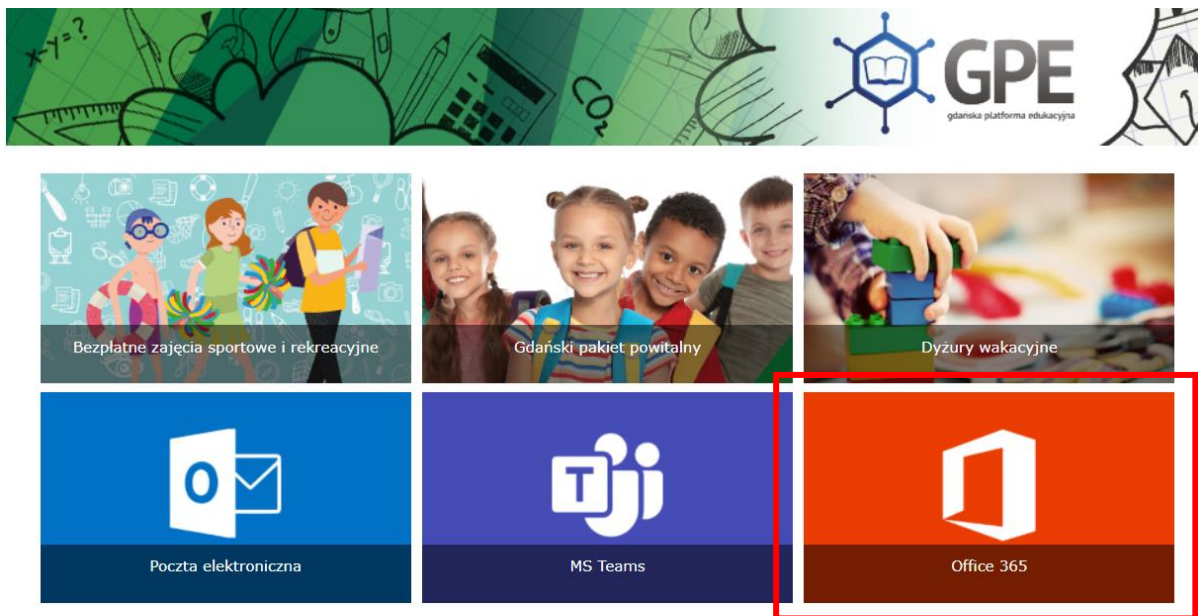 x-y=?
CO₂
GPE
gdańska platforma edukacyjna
Bezpłatne zajęcia sportowe i rekreacyjne
Gdański pakiet powitalny
Dyżury wakacyjne
O
Poczta elektroniczna
T
MS Teams
Office 365